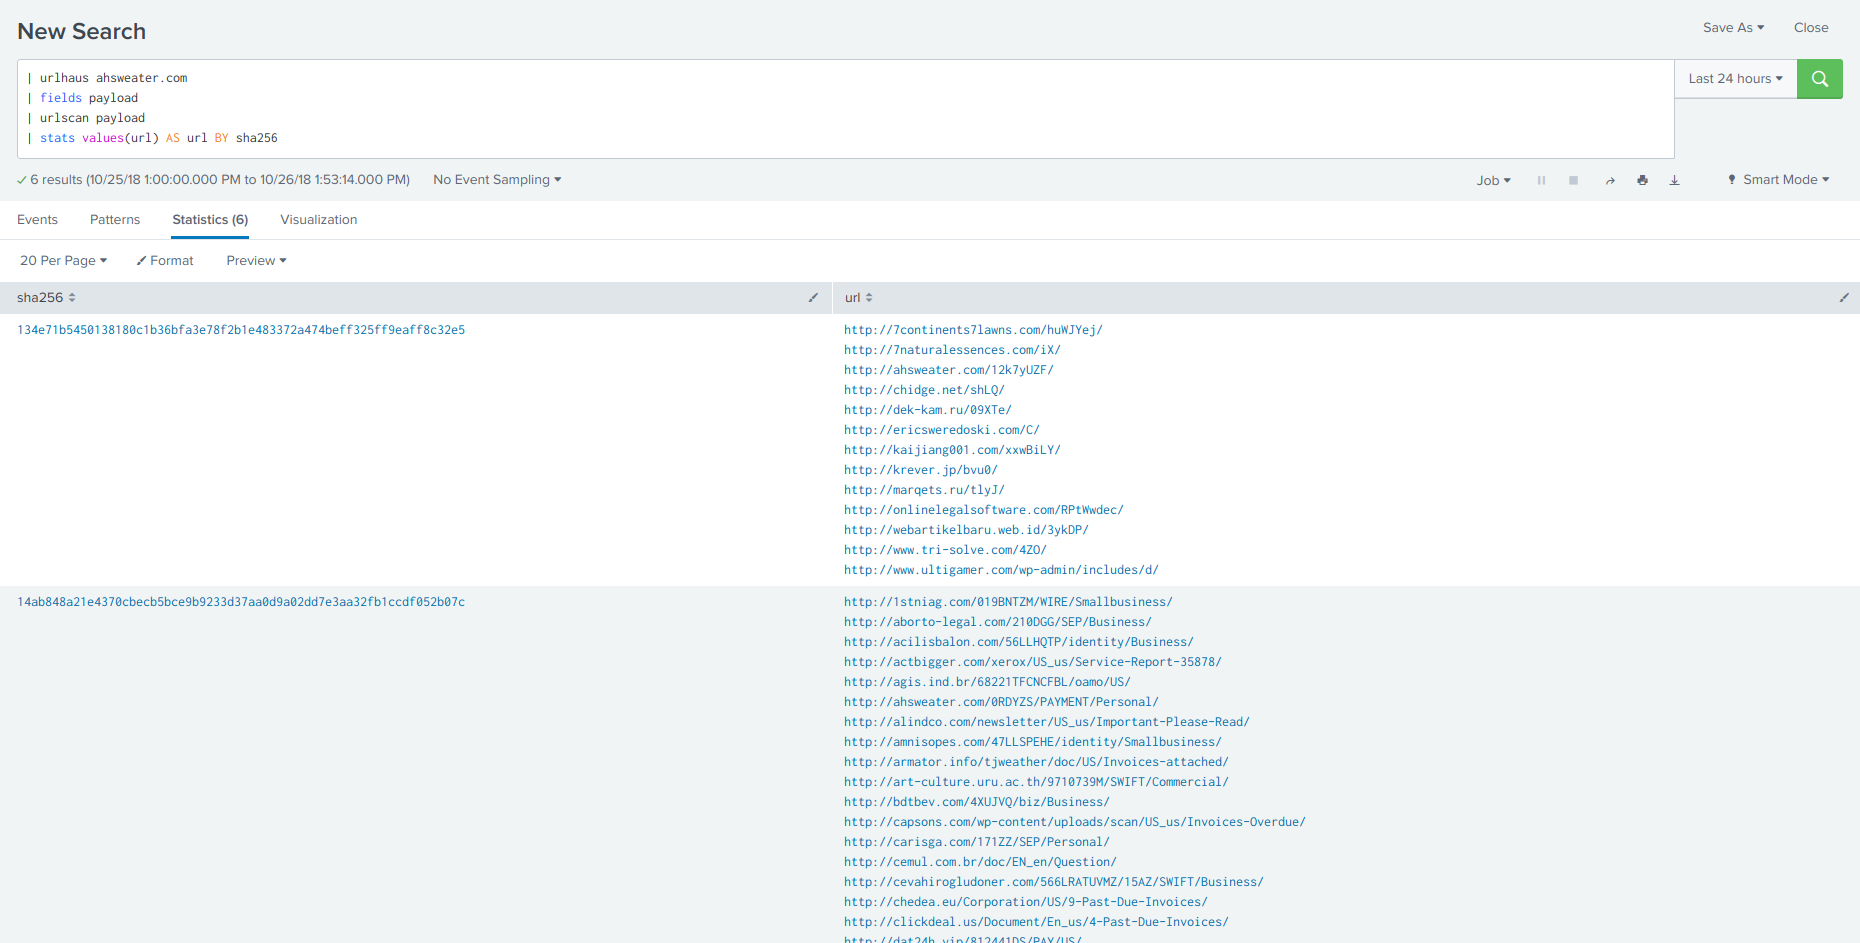 New Search
Save As
Close
| urlhaus ahsweater.com
| fields payload
| urlscan payload
| stats values(url) AS url BY sha256
Last 24 hours
6 results (10/25/18 1:00:00.000 PM to 10/26/18 1:53:14.000 PM)
No Event Sampling
Job
Smart Mode
Events
Patterns
Statistics (6)
Visualization
20 Per Page
Format
Preview
sha256
url
134e71b5450138180c1b36bfa3e78f2b1e483372a474beff325ff9eaff8c32e5
http://7continents7lawns.com/huWJYej/
http://7naturalessences.com/iX/
http://ahsweater.com/12k7yUZF/
http://chidge.net/shLQ/
http://dek-kam.ru/09XTe/
http://ericsweredoski.com/C/
http://kaijiang001.com/xxwBiLY/
http://krever.jp/bvu0/
http://marqets.ru/tlyJ/
http://onlinelegalsoftware.com/RPtWwdec/
http://webartikelbaru.web.id/3ykDP/
http://www.tri-solve.com/4ZO/
http://www.ultigamer.com/wp-admin/includes/d/
14ab848a21e4370cbecb5bce9b9233d37aa0d9a02dd7e3aa32fb1ccdf052b07c
http://1stniag.com/019BNTZM/WIRE/Smallbusiness/
http://aborto-legal.com/210DGG/SEP/Business/
http://acilisbalon.com/56LLHQTP/identity/Business/
http://actbigger.com/xerox/US_us/Service-Report-35878/
http://agis.ind.br/68221TFCNCFBL/oamo/US/
http://ahsweater.com/0RDYZS/PAYMENT/Personal/
http://alindco.com/newsletter/US_us/Important-Please-Read/
http://amnisopes.com/47LLSPEHE/identity/Smallbusiness/
http://armator.info/tjweather/doc/US/Invoices-attached/
http://art-culture.uru.ac.th/9710739M/SWIFT/Commercial/
http://bdtbev.com/4XUJVQ/biz/Business/
http://capsons.com/wp-content/uploads/scan/US_us/Invoices-Overdue/
http://carisga.com/171ZZ/SEP/Personal/
http://cemul.com.br/doc/EN_en/Question/
http://cevahirogludoner.com/566LRATUVMZ/15AZ/SWIFT/Business/
http://chedea.eu/Corporation/US/9-Past-Due-Invoices/
http://clickdeal.us/Document/En_us/4-Past-Due-Invoices/
http://dat24h.vip/812441DS/PAY/US/